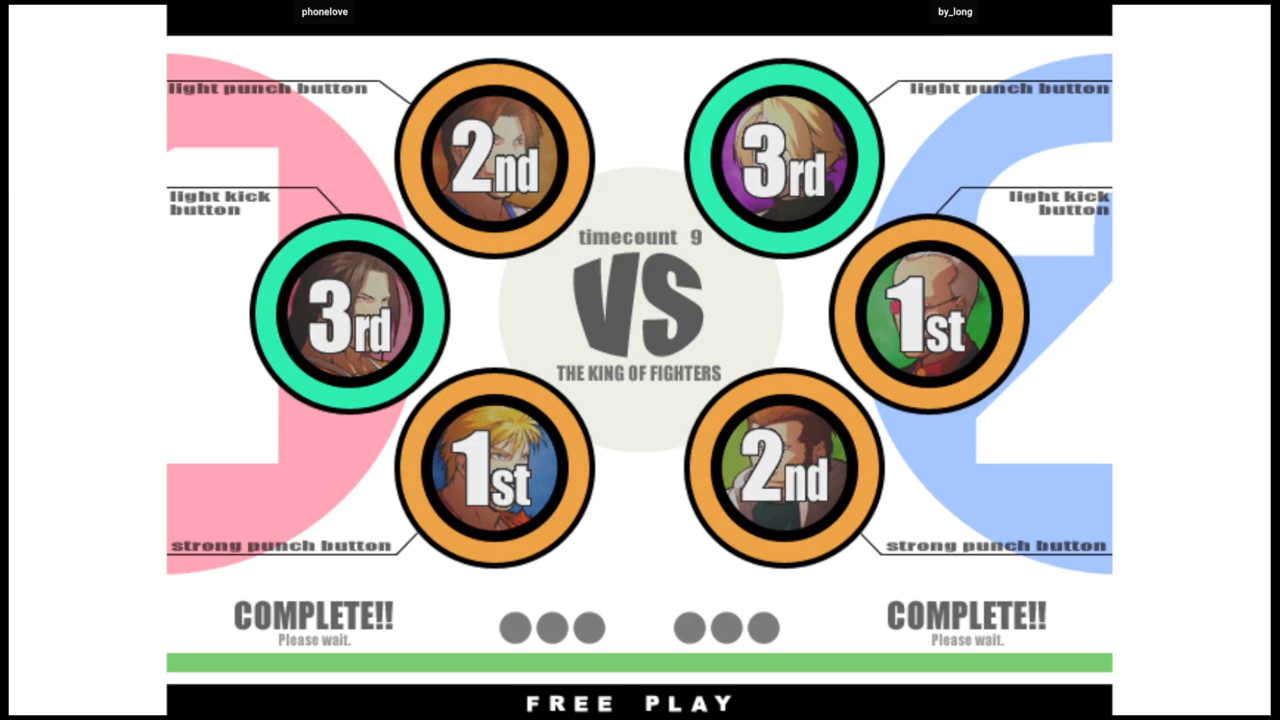 phonelove by_long
light punch button light punch button
2nd 3rd
light kick
button
light kick
button
timecount 9
VS
THE KING OF FIGHTERS
3rd 1st
1st 2nd
strong punch button strong punch button
COMPLETE!! COMPLETE!!
Please wait. Please wait.
FREE PLAY